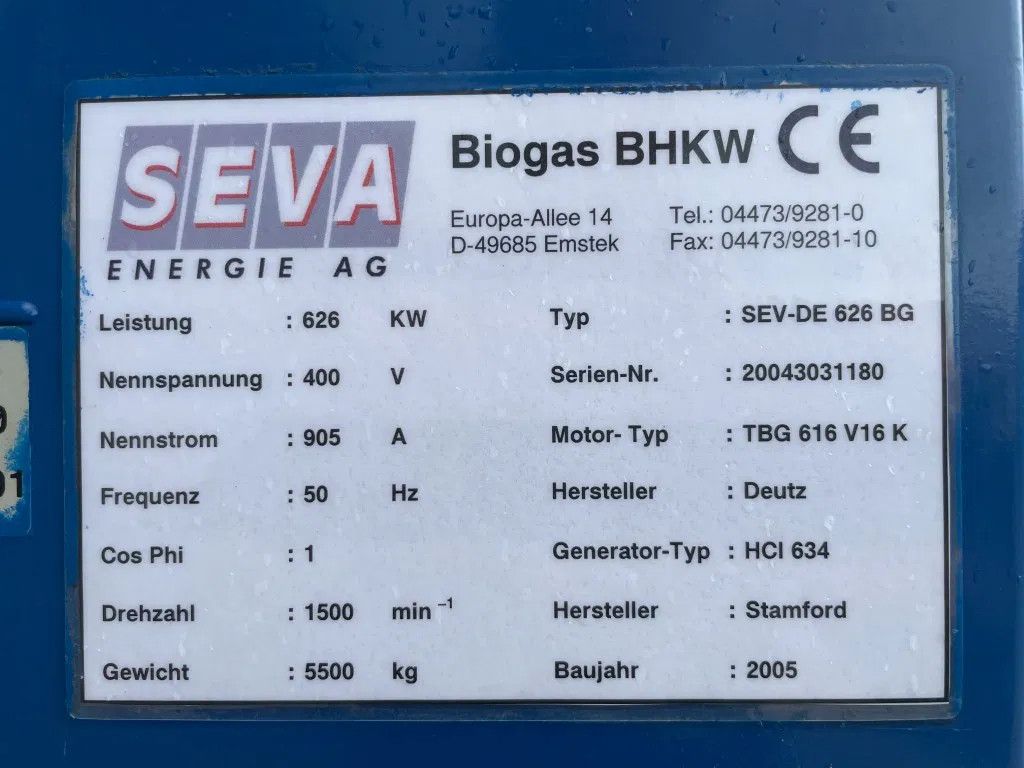 SEVA
ENERGIE AG
Biogas BHKW CE
Europa-Allee 14
D-49685 Emstek
Tel.: 04473/9281-0
Fax: 04473/9281-10
Leistung : 626 KW
Nennspannung : 400 V
Nennstrom : 905 A
Frequenz : 50 Hz
Cos Phi : 1
Drehzahl : 1500 min ⁻¹
Gewicht : 5500 kg
Typ : SEV-DE 626 BG
Serien-Nr. : 20043031180
Motor- Typ : TBG 616 V16 K
Hersteller : Deutz
Generator-Typ : HCI 634
Hersteller : Stamford
Baujahr : 2005